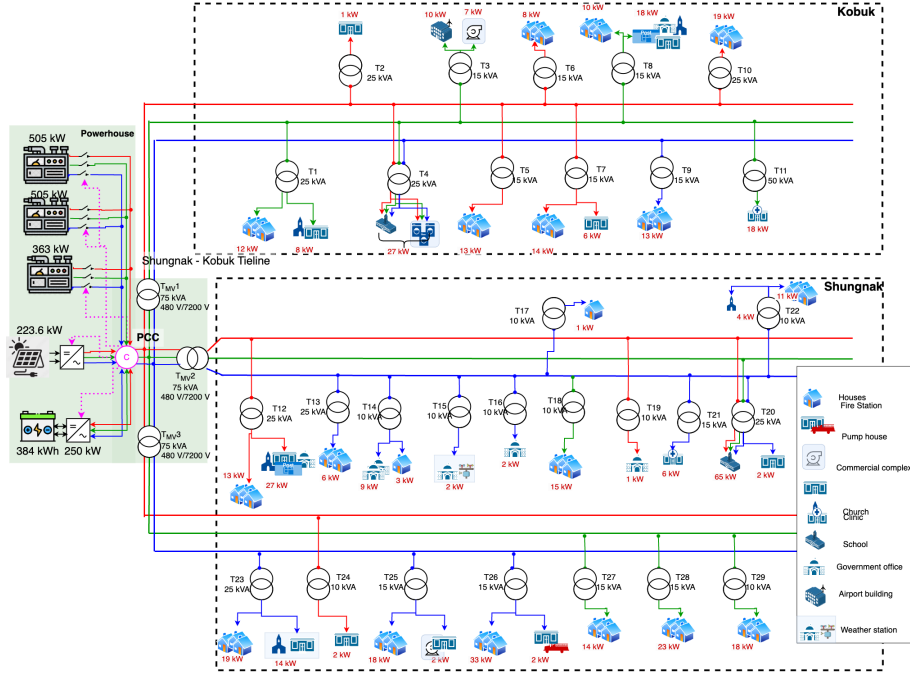 Kobuk
1 kW
10 kW
7 kW
8 kW
10 kW
18 kW
19 kW
T2
25 kVA
T3
15 kVA
T6
15 kVA
T8
15 kVA
T10
25 kVA
T1
25 kVA
T4
25 kVA
T5
15 kVA
T7
15 kVA
T9
15 kVA
T11
50 kVA
12 kW
8 kW
27 kW
13 kW
14 kW
6 kW
13 kW
18 kW
Powerhouse
505 kW
505 kW
363 kW
223.6 kW
384 kWh
250 kW
PCC
C
Shungnak - Kobuk Tieline
TMV1
75 kVA
480 V/7200 V
TMV2
75 kVA
480 V/7200 V
TMV3
75 kVA
480 V/7200 V
Shungnak
T17
10 kVA
1 kW
T22
10 kVA
4 kW
11 kW
T12
25 kVA
T13
25 kVA
T14
10 kVA
T15
10 kVA
T16
10 kVA
T18
10 kVA
T19
10 kVA
T21
15 kVA
T20
25 kVA
13 kW
27 kW
6 kW
9 kW
3 kW
2 kW
2 kW
15 kW
1 kW
6 kW
65 kW
2 kW
T23
25 kVA
T24
10 kVA
T25
15 kVA
T26
15 kVA
T27
15 kVA
T28
15 kVA
T29
10 kVA
19 kW
14 kW
2 kW
18 kW
2 kW
33 kW
2 kW
14 kW
23 kW
18 kW
Houses
Fire Station
Pump house
Commercial complex
Church
Clinic
School
Government office
Airport building
Weather station